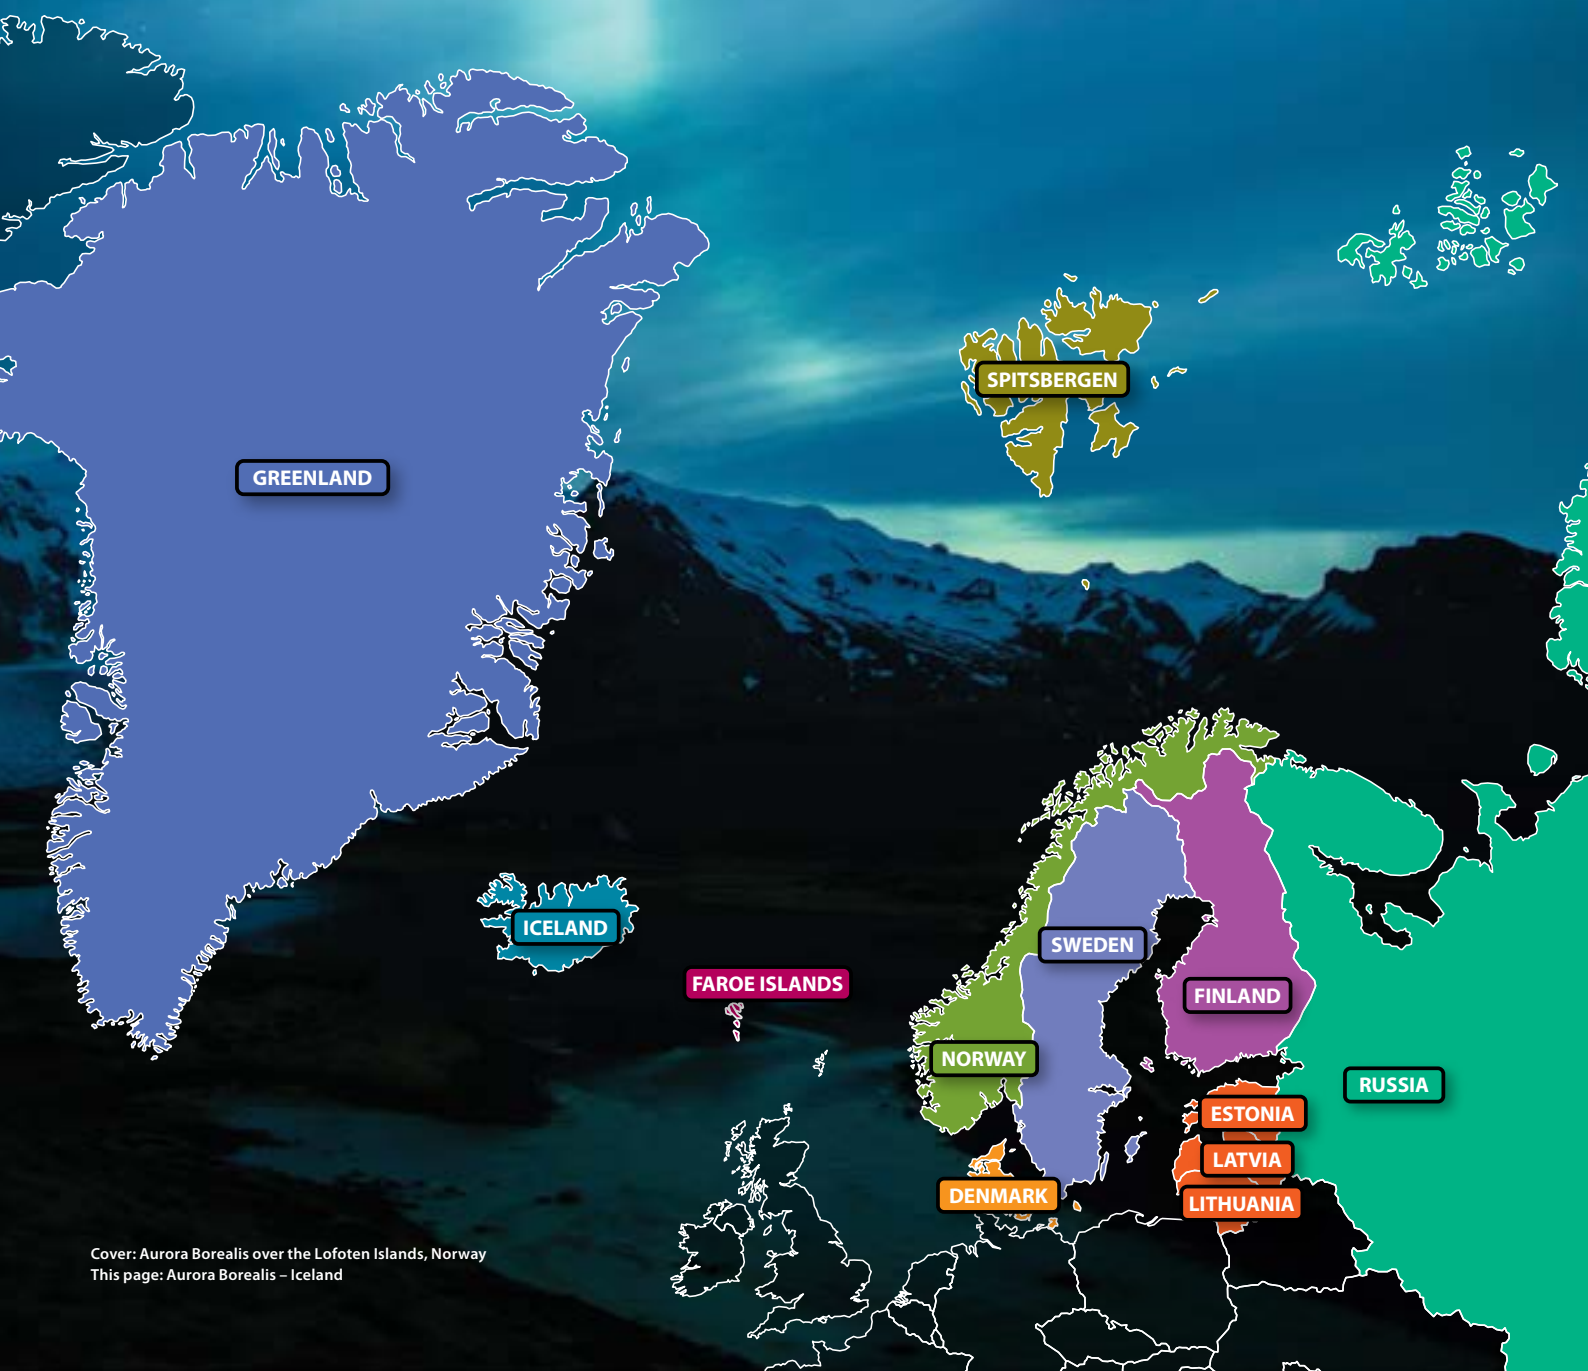 SPITSBERGEN
GREENLAND
ICELAND
SWEDEN
FAROE ISLANDS
FINLAND
NORWAY
RUSSIA
ESTONIA
LATVIA
DENMARK
LITHUANIA
Cover: Aurora Borealis over the Lofoten Islands, Norway
This page: Aurora Borealis – Iceland